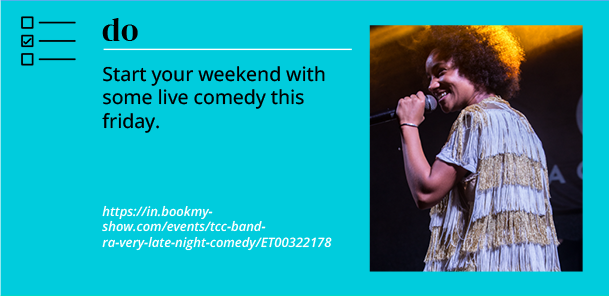 do
Start your weekend with
some live comedy this
friday.
https://in.bookmy-
show.com/events/tcc-band-
ra-very-late-night-comedy/ET00322178